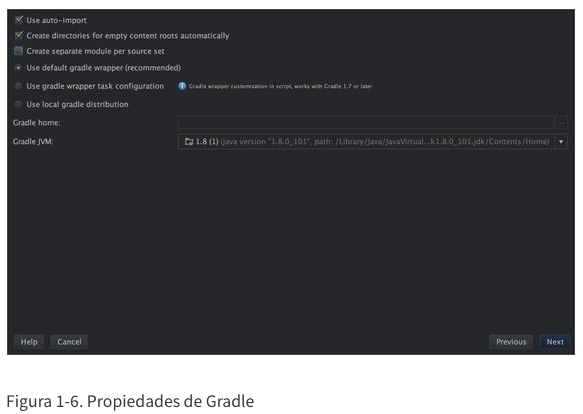 Use auto-import
Create directories for empty content roots automatically
Create separate module per source set
Use default gradle wrapper (recommended)
Use gradle wrapper task configuration
Gradle wrapper customization in script, works with Gradle 1.7 or later
Use local gradle distribution
Gradle home:
Gradle JVM:
1.8 (1) (java version "1.8.0_101", path: /Library/Java/JavaVirtual...k1.8.0_101.jdk/Contents/Home)
Help
Cancel
Previous
Next
Figura 1-6. Propiedades de Gradle